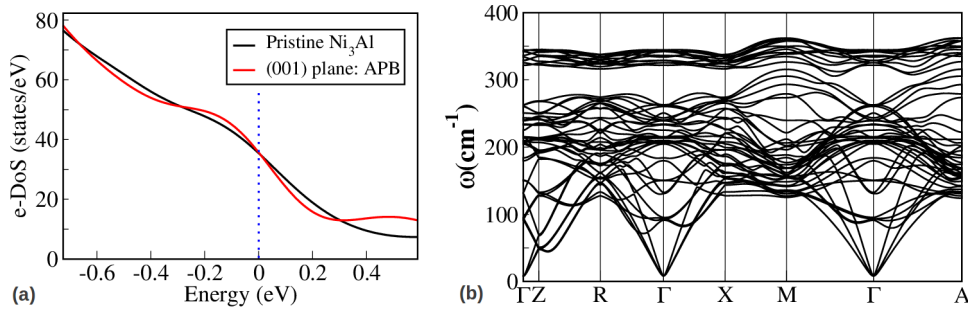 80
60
40
20
0
e-DoS (states/eV)
Pristine Ni₃Al
(001) plane: APB
-0.6 -0.4 -0.2 0 0.2 0.4
Energy (eV)
(a)
400
300
200
100
0
ω(cm⁻¹)
Γ Z R Γ X M Γ A
(b)